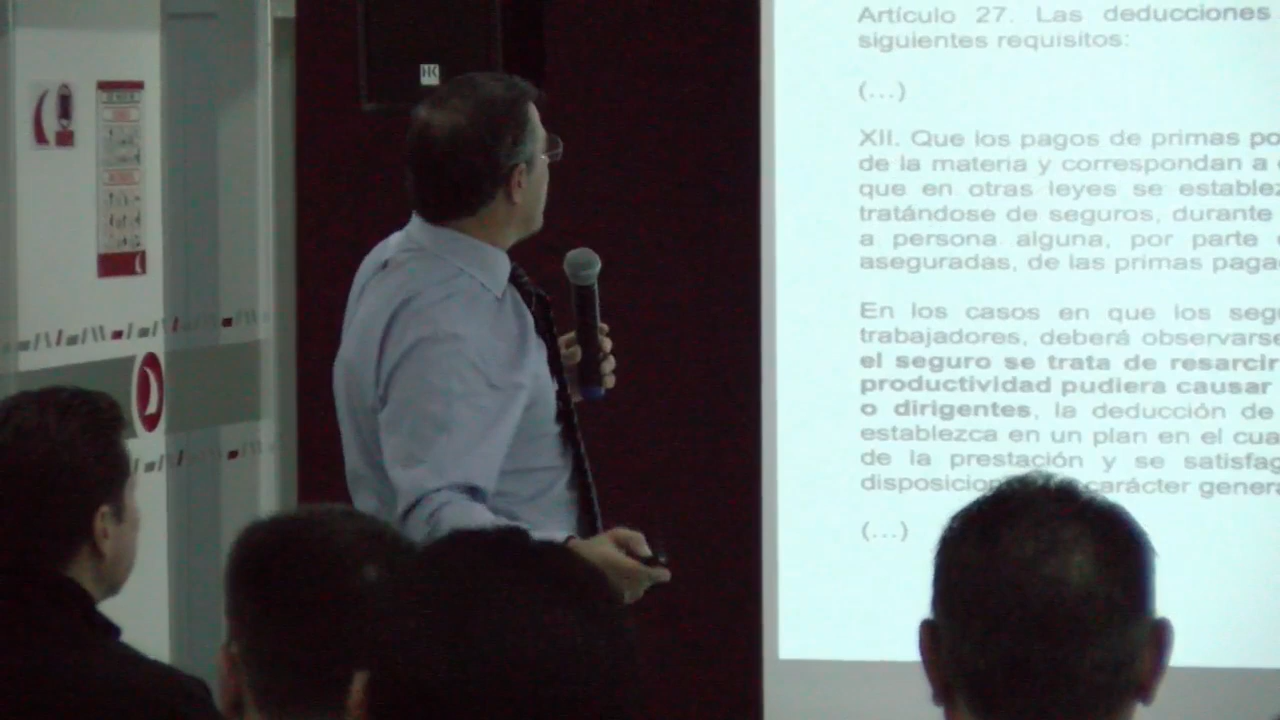 Artículo 27. Las deducciones
siguientes requisitos:
(...)
XII. Que los pagos de primas
de la materia y correspondan a
que en otras leyes se
tratándose de seguros, durante
a persona alguna, por parte
aseguradas, de las primas
En los casos en que los
trabajadores, deberá
el seguro se trata de resarcir
productividad pudiera causar
o dirigentes, la deducción de
establezca en un plan en el
de la prestación y se
carácter
(...)
HK